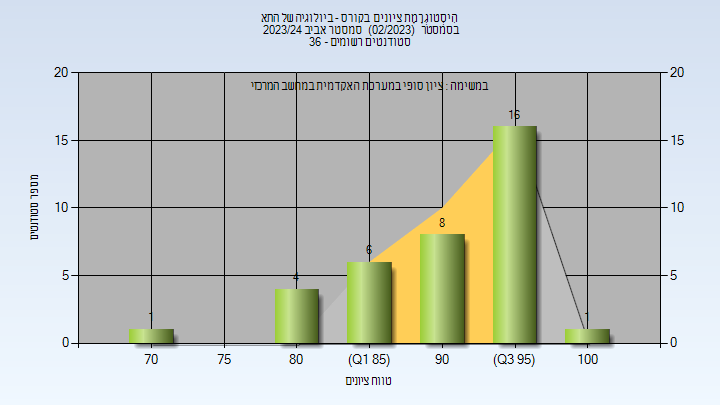 היסטוגרמת ציונים בקורס - ביולוגיה של התא
בסמסטר (02/2023) סמסטר אביב 2023/24
סטודנטים רשומים - 36
במשימה : ציון סופי במערכת האקדמית במחשב המרכזי
20 20
15 15
10 10
5 5
0 0
מספר סטודנטים
1 4 6 8 16 1
70 75 80 (Q1 85) 90 (Q3 95) 100
טווח ציונים